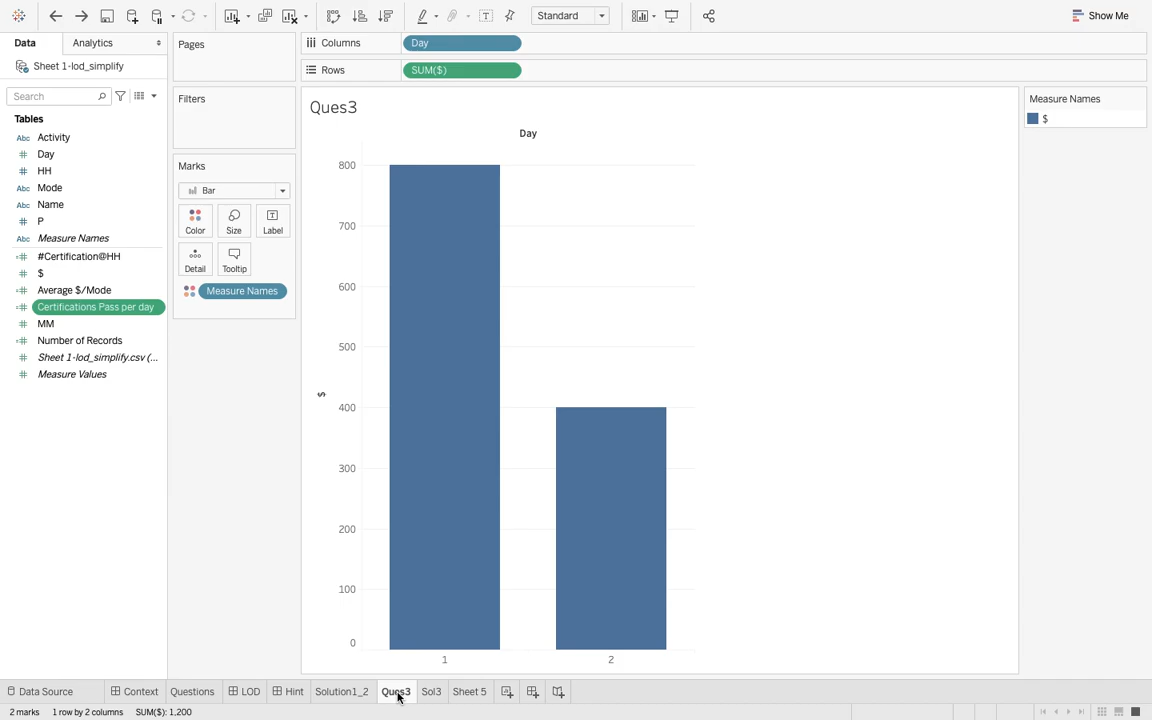 Standard
Show Me
Data
Analytics
Pages
Columns
Day
Rows
SUM($)
Sheet 1-lod_simplify
Search
Filters
Tables
Abc Activity
Day
HH
Abc Mode
Abc Name
P
Abc Measure Names
#Certification@HH
$
Average $/Mode
Certifications Pass per day
MM
Number of Records
Sheet 1-lod_simplify.csv (...
Measure Values
Marks
Bar
Color
Size
Label
Detail
Tooltip
Measure Names
Ques3
Day
800
700
600
500
400
300
200
100
0
$
1
2
Measure Names
$
Data Source
Context
Questions
LOD
Hint
Solution1_2
Ques3
Sol3
Sheet 5
2 marks
1 row by 2 columns
SUM($): 1,200